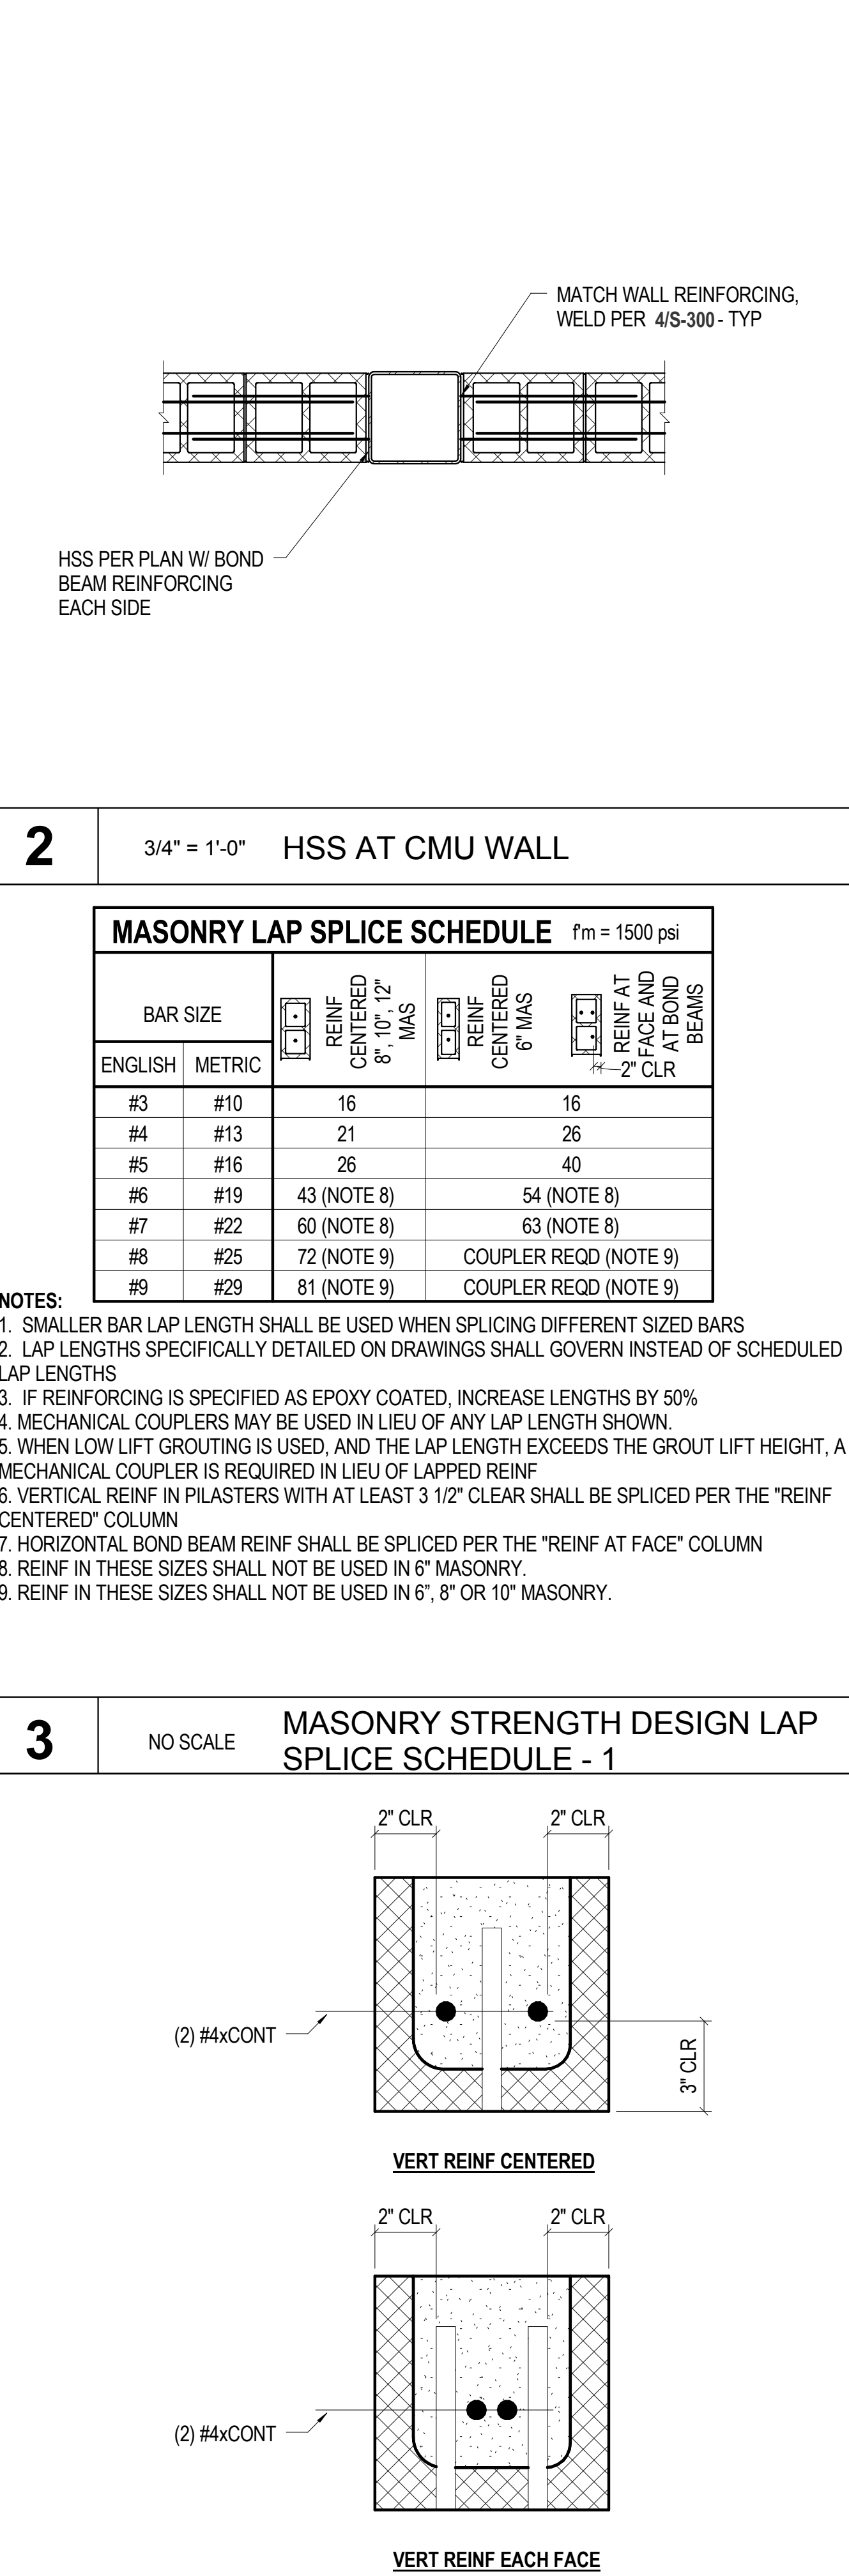 MATCH WALL REINFORCING,
WELD PER 4/S-300 - TYP
HSS PER PLAN W/ BOND
BEAM REINFORCING
EACH SIDE
2
3/4" = 1'-0"
HSS AT CMU WALL
MASONRY LAP SPLICE SCHEDULE f'm = 1500 psi
BAR SIZE
REINF
CENTERED
8", 10", 12"
MAS
REINF
CENTERED
6" MAS
REINF AT
FACE AND
AT BOND
BEAMS
2" CLR
ENGLISH METRIC
#3 #10 16 16
#4 #13 21 26
#5 #16 26 40
#6 #19 43 (NOTE 8) 54 (NOTE 8)
#7 #22 60 (NOTE 8) 63 (NOTE 8)
#8 #25 72 (NOTE 9) COUPLER REQD (NOTE 9)
#9 #29 81 (NOTE 9) COUPLER REQD (NOTE 9)
NOTES:
1. SMALLER BAR LAP LENGTH SHALL BE USED WHEN SPLICING DIFFERENT SIZED BARS
2. LAP LENGTHS SPECIFICALLY DETAILED ON DRAWINGS SHALL GOVERN INSTEAD OF SCHEDULED
LAP LENGTHS
3. IF REINFORCING IS SPECIFIED AS EPOXY COATED, INCREASE LENGTHS BY 50%
4. MECHANICAL COUPLERS MAY BE USED IN LIEU OF ANY LAP LENGTH SHOWN.
5. WHEN LOW LIFT GROUTING IS USED, AND THE LAP LENGTH EXCEEDS THE GROUT LIFT HEIGHT, A
MECHANICAL COUPLER IS REQUIRED IN LIEU OF LAPPED REINF
6. VERTICAL REINF IN PILASTERS WITH AT LEAST 3 1/2" CLEAR SHALL BE SPLICED PER THE "REINF
CENTERED" COLUMN
7. HORIZONTAL BOND BEAM REINF SHALL BE SPLICED PER THE "REINF AT FACE" COLUMN
8. REINF IN THESE SIZES SHALL NOT BE USED IN 6" MASONRY.
9. REINF IN THESE SIZES SHALL NOT BE USED IN 6”, 8" OR 10" MASONRY.
3
NO SCALE
MASONRY STRENGTH DESIGN LAP
SPLICE SCHEDULE - 1
2" CLR 2" CLR
(2) #4xCONT
3" CLR
VERT REINF CENTERED
2" CLR 2" CLR
(2) #4xCONT
VERT REINF EACH FACE